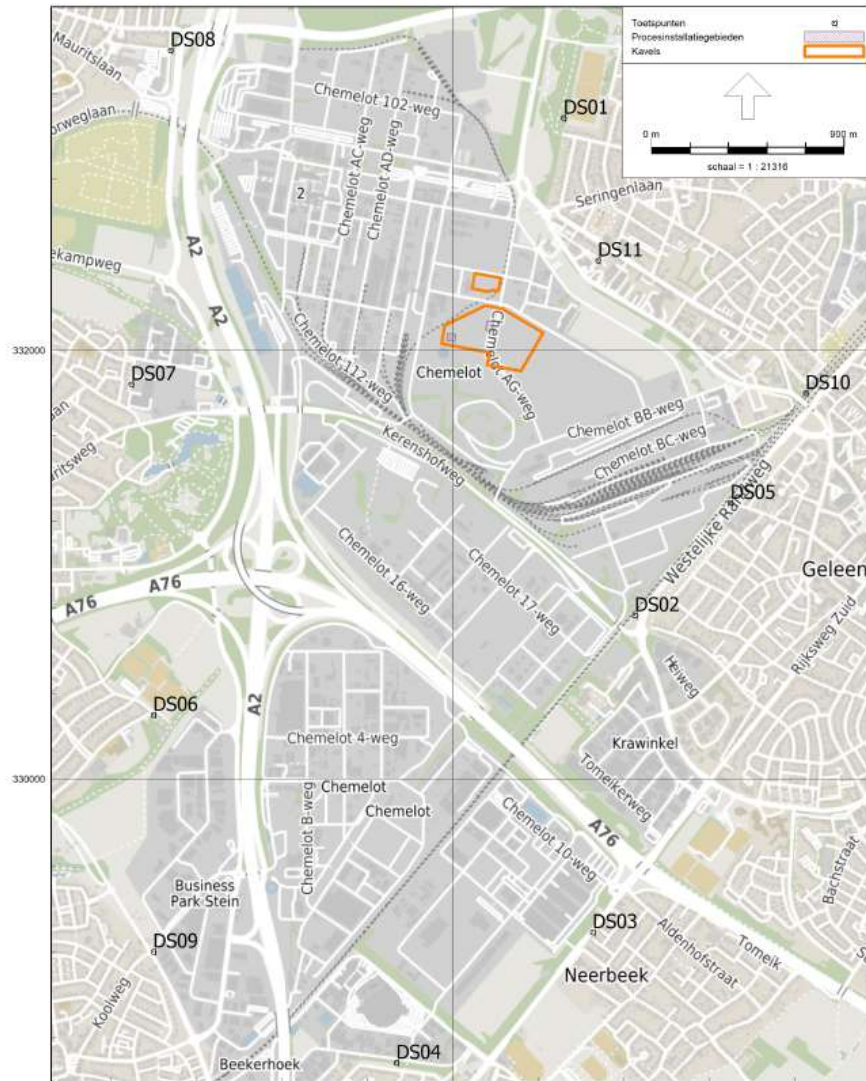 Toetspunten
Procesinstallatiegebieden
Kavels
0 m
900 m
schaal = 1 : 21316
DS08
Mauritslaan
DS01
Chemelot 102-weg
orweglaan
Chemelot AC-weg
Chemelot AD-weg
Seringenlaan
2
A2
ekampweg
DS11
A2
Chemelot AG-weg
332000
Chemelot 112-weg
Chemelot
DS07
DS10
laan
Chemelot BB-weg
Chemelot BC-weg
Kerenshofweg
uritsweg
DS05
Westelijke Randweg
Geleen
Chemelot 16-weg
Chemelot 17-weg
A76
A76
DS02
Rijksweg Zuid
Heiweg
DS06
A2
Chemelot 4-weg
Krawinkel
330000
Chemelot
Chemelot
Tomeikerweg
Chemelot B-weg
Chemelot 10-weg
A76
Bachstraat
Business
Park Stein
DS03
Aldenhofstraat
Tomeik
DS09
Koolweg
Neerbeek
DS04
Beekerhoek